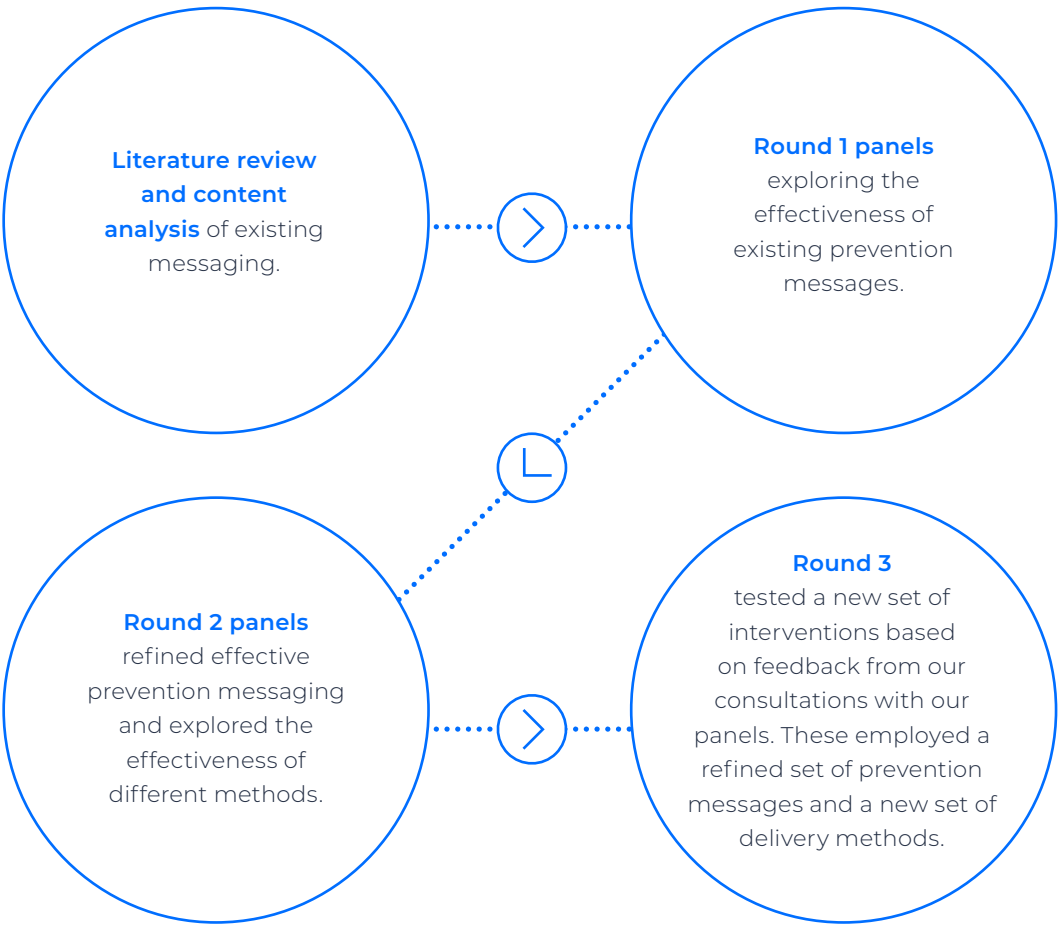 Literature review
and content
analysis of existing
messaging.
Round 1 panels
exploring the
effectiveness of
existing prevention
messages.
Round 2 panels
refined effective
prevention messaging
and explored the
effectiveness of
different methods.
Round 3
tested a new set of
interventions based
on feedback from our
consultations with our
panels. These employed a
refined set of prevention
messages and a new set of
delivery methods.